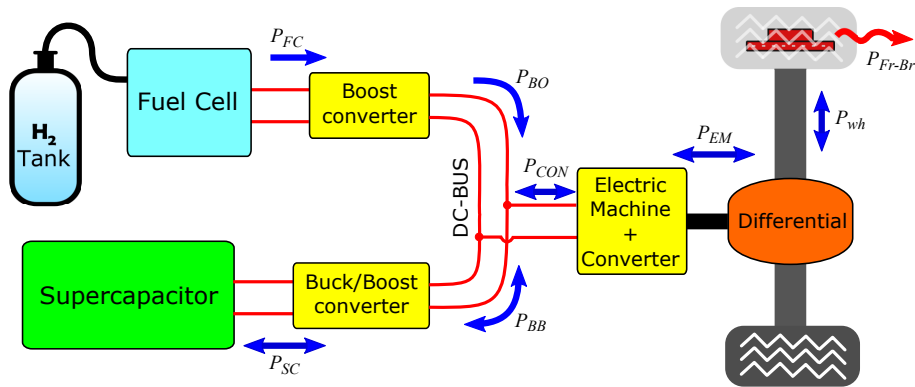 P_FC
P_BO
P_Fr-Br
Fuel Cell
Boost
converter
H2
Tank
P_wh
P_EM
P_CON
DC-BUS
Electric
Machine
+
Converter
Differential
Supercapacitor
Buck/Boost
converter
P_BB
P_SC